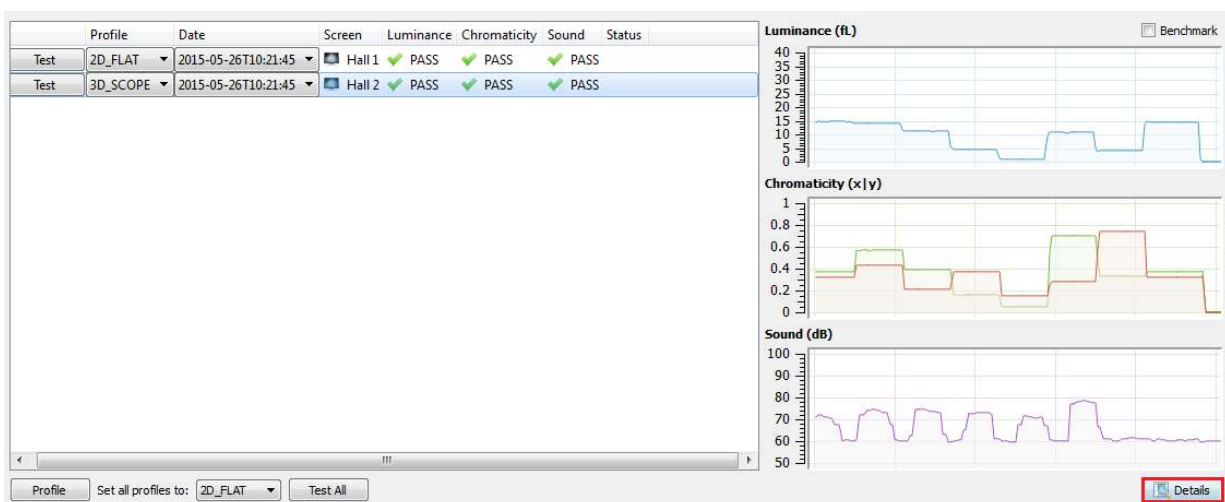 Profile Date Screen Luminance Chromaticity Sound Status
Test 2D_FLAT 2015-05-26T10:21:45 Hall 1 PASS PASS PASS
Test 3D_SCOPE 2015-05-26T10:21:45 Hall 2 PASS PASS PASS
Profile Set all profiles to: 2D_FLAT Test All
Luminance (fL) Benchmark
40
35
30
25
20
15
10
5
0
Chromaticity (x|y)
1
0.8
0.6
0.4
0.2
0
Sound (dB)
100
90
80
70
60
50
Details